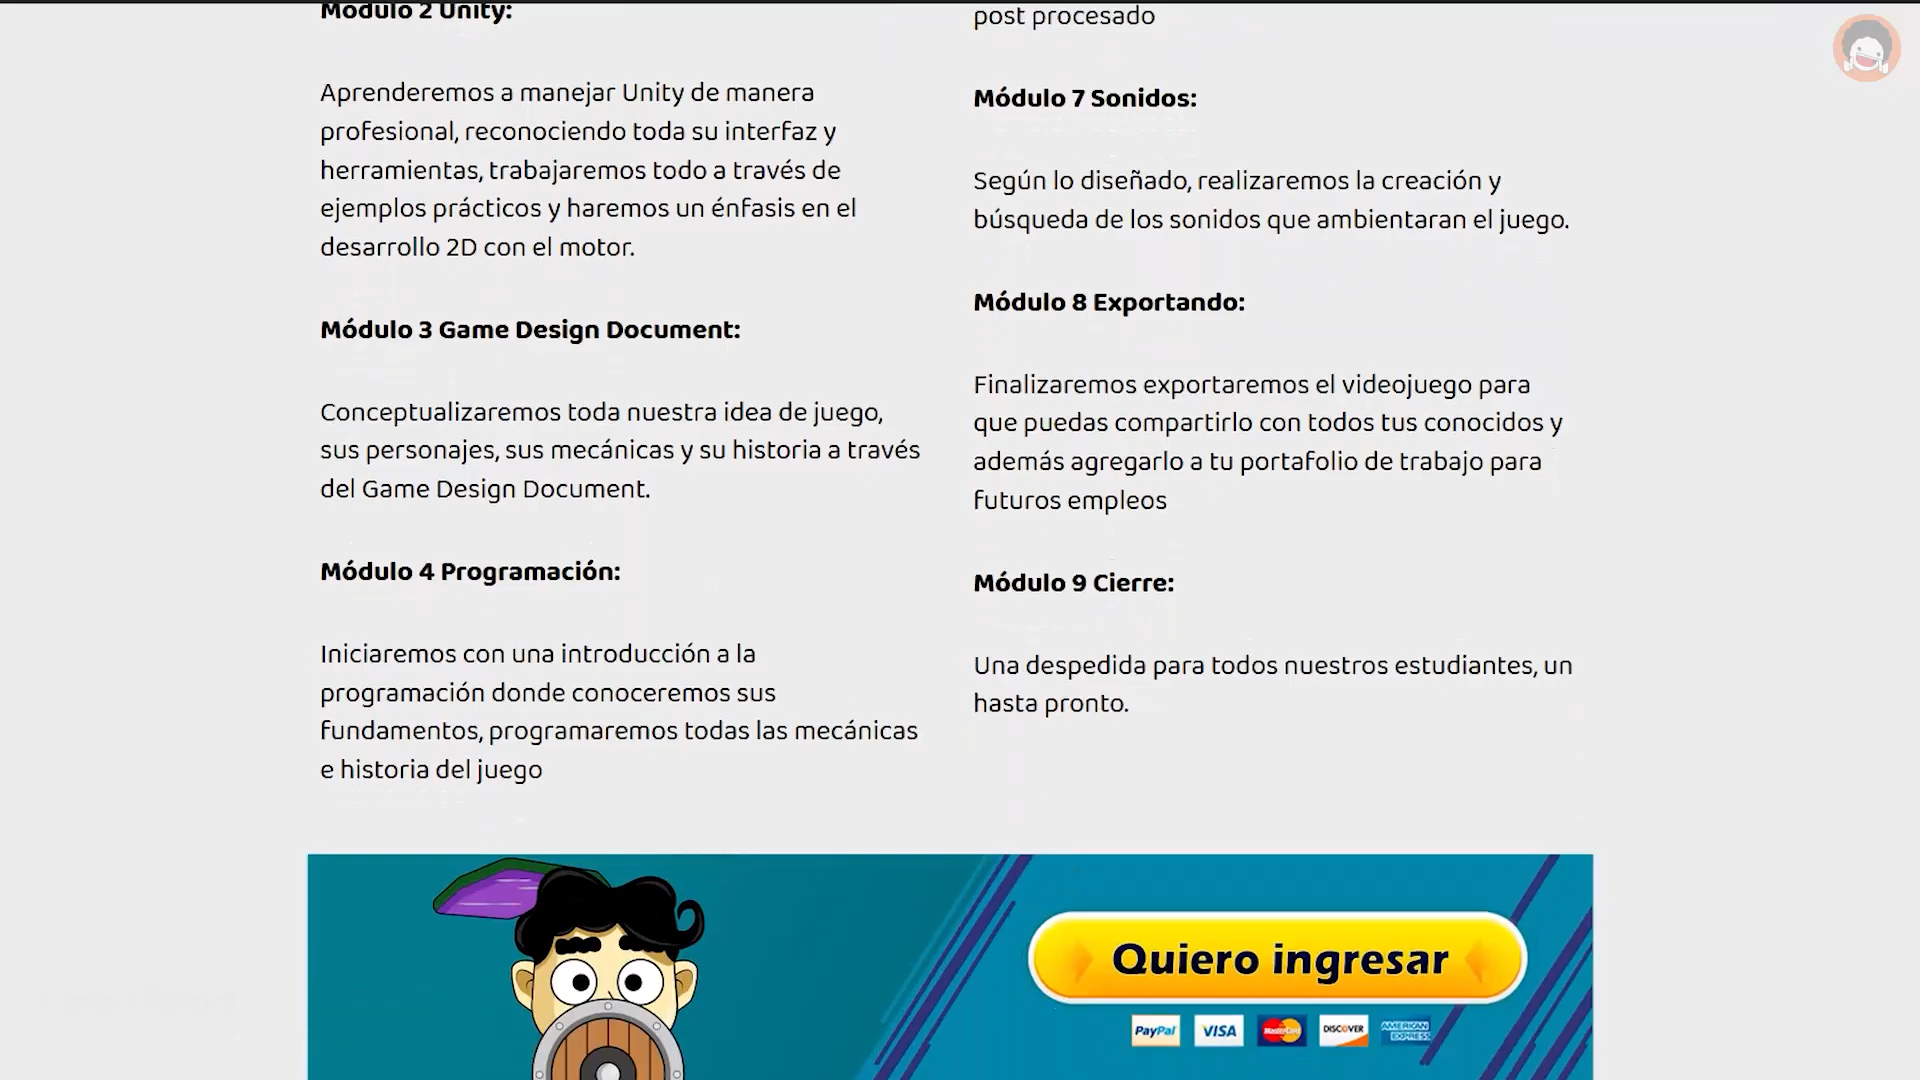 Módulo 2 Unity:
Aprenderemos a manejar Unity de manera
profesional, reconociendo toda su interfaz y
herramientas, trabajaremos todo a través de
ejemplos prácticos y haremos un énfasis en el
desarrollo 2D con el motor.
Módulo 3 Game Design Document:
Conceptualizaremos toda nuestra idea de juego,
sus personajes, sus mecánicas y su historia a través
del Game Design Document.
Módulo 4 Programación:
Iniciaremos con una introducción a la
programación donde conoceremos sus
fundamentos, programaremos todas las mecánicas
e historia del juego
post procesado
Módulo 7 Sonidos:
Según lo diseñado, realizaremos la creación y
búsqueda de los sonidos que ambientaran el juego.
Módulo 8 Exportando:
Finalizaremos exportaremos el videojuego para
que puedas compartirlo con todos tus conocidos y
además agregarlo a tu portafolio de trabajo para
futuros empleos
Módulo 9 Cierre:
Una despedida para todos nuestros estudiantes, un
hasta pronto.
Quiero ingresar
PayPal VISA MasterCard DISCOVER AMERICAN EXPRESS